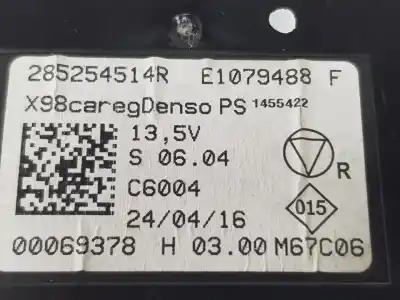 285254514R E1079488 F
X98caregDenso PS 1455422
13,5V
S 06.04
R
C6004
015
24/04/16
00069378 H 03.00 M67C06